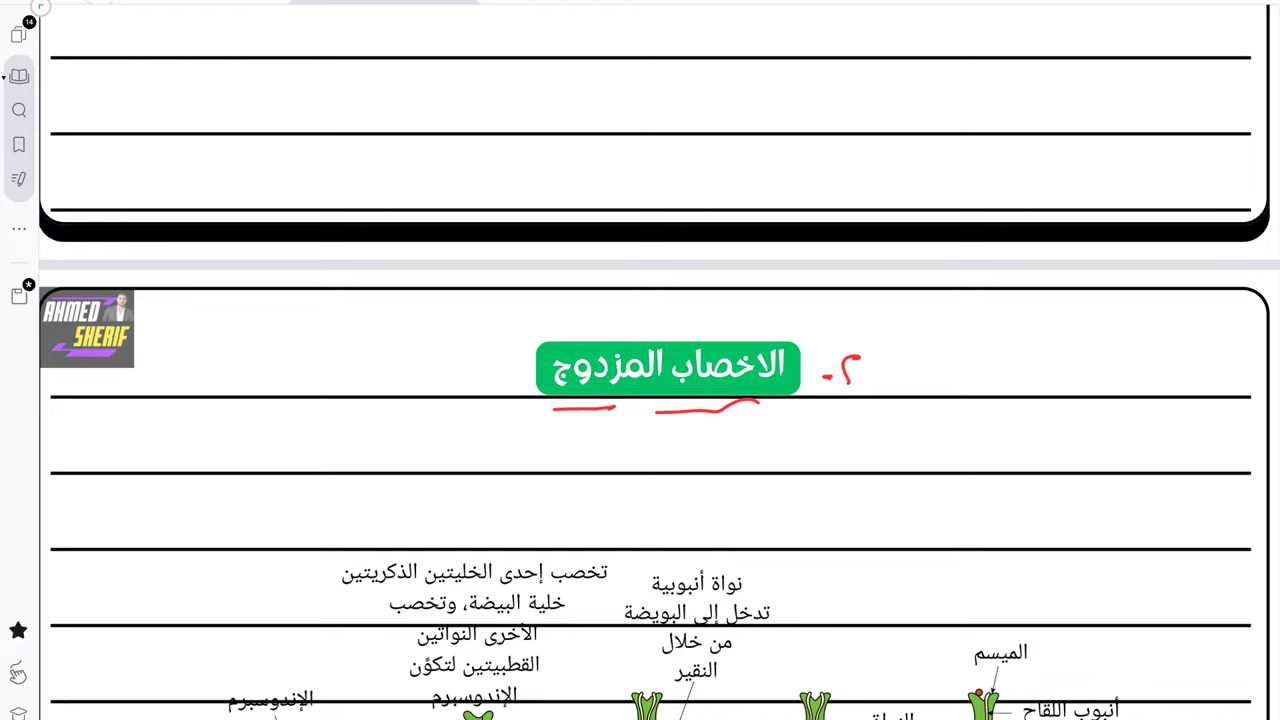 14
AHMED
SHERIF
٢-
الاخصاب المزدوج
نواة أنبوبية
تدخل إلى البويضة
من خلال
النقير
تخصب إحدى الخليتين الذكريتين
خلية البيضة، وتخصب
الأخرى النواتين
القطبيتين لتكوِّن
الإندوسبرم
الإندوسبرم
الميسم
أنبوب اللقاح